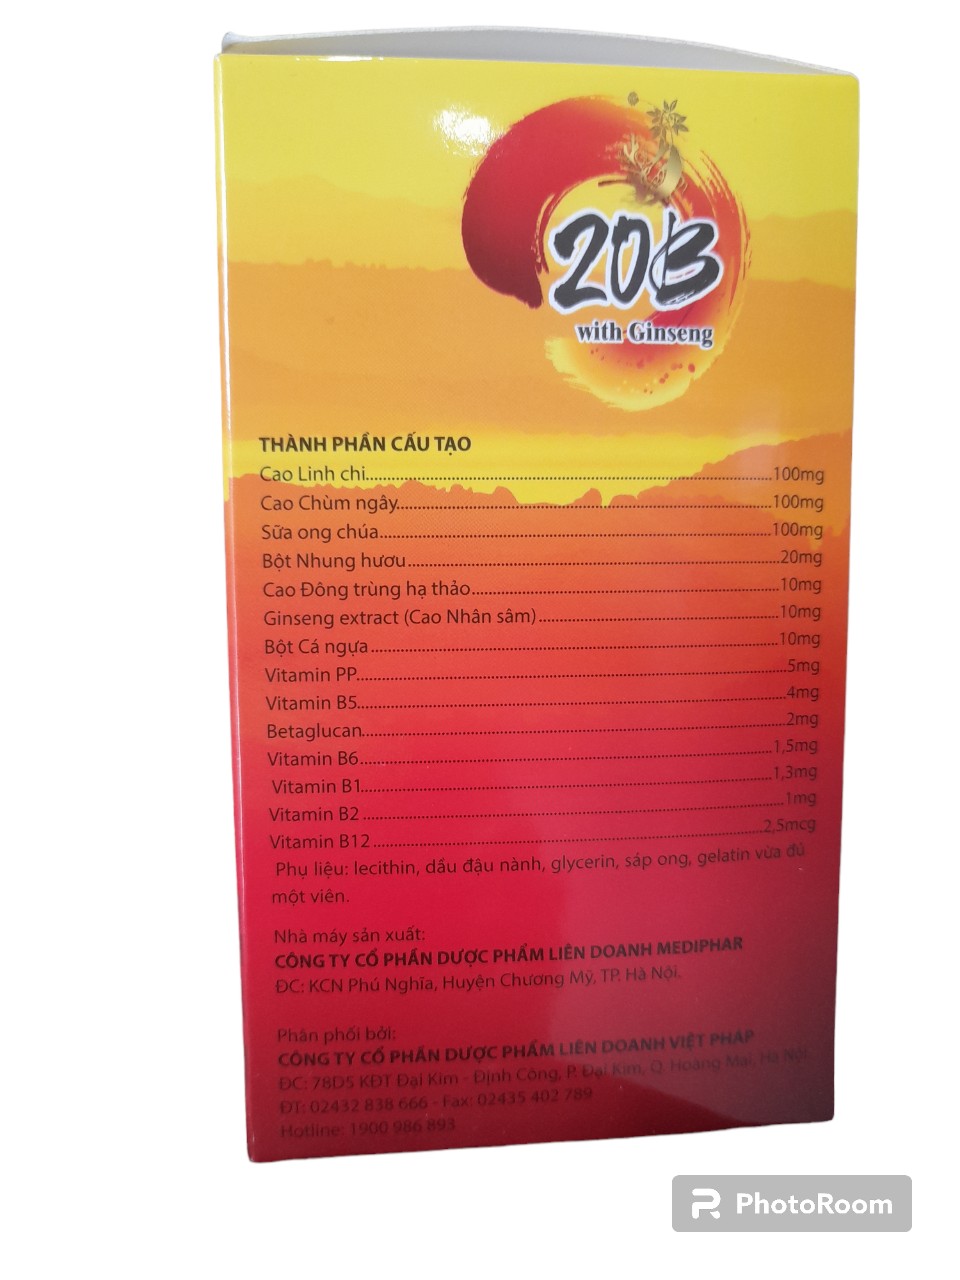 20B
with Ginseng
THÀNH PHẦN CẤU TẠO
Cao Linh chi....100mg
Cao Chùm ngây....100mg
Sữa ong chúa....100mg
Bột Nhung hươu....20mg
Cao Đông trùng hạ thảo....10mg
Ginseng extract (Cao Nhân sâm)....10mg
Bột Cá ngựa....10mg
Vitamin PP....5mg
Vitamin B5....4mg
Betaglucan....2mg
Vitamin B6....1,5mg
Vitamin B1....1,3mg
Vitamin B2....1mg
Vitamin B12....2,5mcg
Phụ liệu: lecithin, dầu đậu nành, glycerin, sáp ong, gelatin vừa đủ
một viên.
Nhà máy sản xuất:
CÔNG TY CỔ PHẦN DƯỢC PHẨM LIÊN DOANH MEDIPHAR
ĐC: KCN Phú Nghĩa, Huyện Chương Mỹ, TP. Hà Nội.
Phân phối bởi:
CÔNG TY CỔ PHẦN DƯỢC PHẨM LIÊN DOANH VIỆT PHÁP
ĐC: 78D5 KĐT Đại Kim - Định Công, P. Đại Kim, Q. Hoàng Mai, Hà Nội.
ĐT: 02432 838 666 - Fax: 02435 402 789
Hotline: 1900 986 893
PhotoRoom